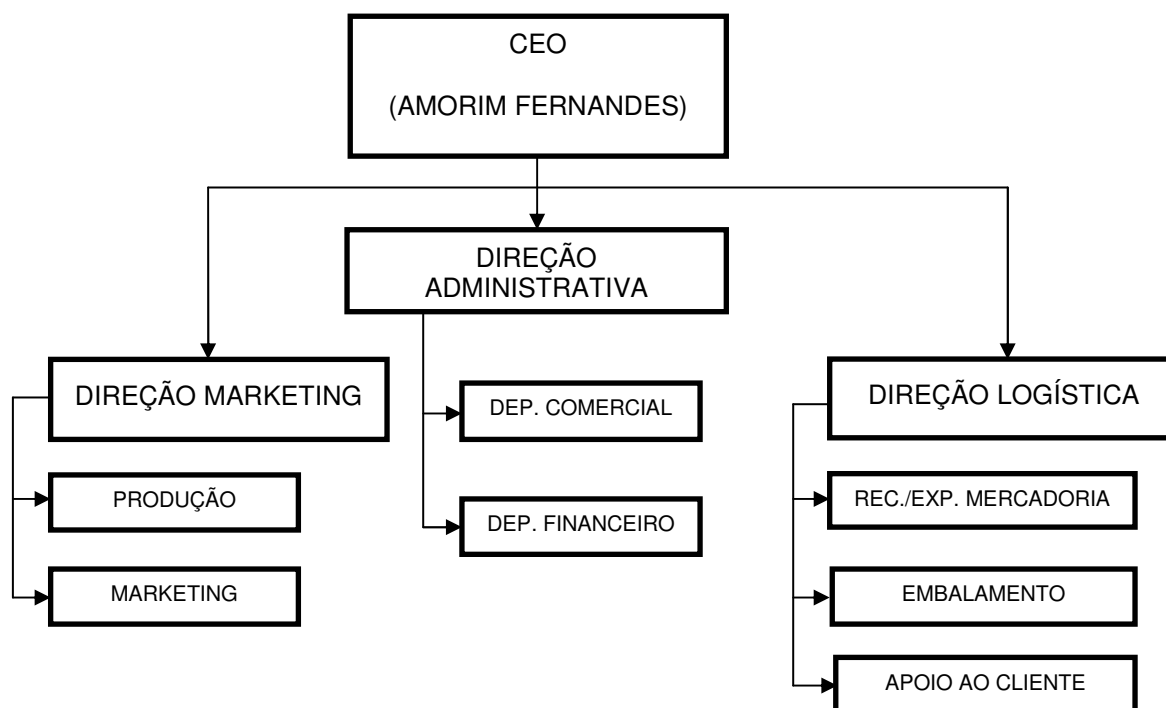 CEO
(AMORIM FERNANDES)
DIREÇÃO
ADMINISTRATIVA
DIREÇÃO MARKETING
PRODUÇÃO
MARKETING
DEP. COMERCIAL
DEP. FINANCEIRO
DIREÇÃO LOGÍSTICA
REC./EXP. MERCADORIA
EMBALAMENTO
APOIO AO CLIENTE